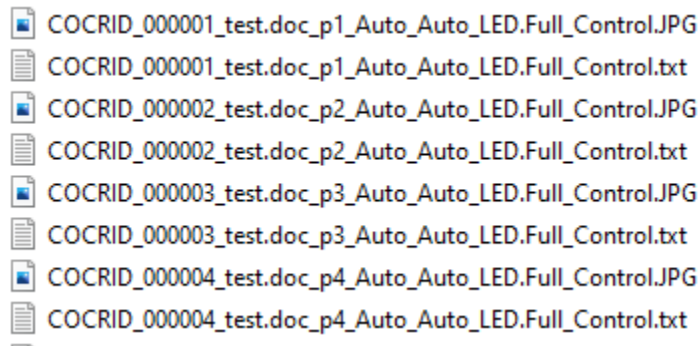 COCRID_000001_test.doc_p1_Auto_Auto_LED.Full_Control.JPG
COCRID_000001_test.doc_p1_Auto_Auto_LED.Full_Control.txt
COCRID_000002_test.doc_p2_Auto_Auto_LED.Full_Control.JPG
COCRID_000002_test.doc_p2_Auto_Auto_LED.Full_Control.txt
COCRID_000003_test.doc_p3_Auto_Auto_LED.Full_Control.JPG
COCRID_000003_test.doc_p3_Auto_Auto_LED.Full_Control.txt
COCRID_000004_test.doc_p4_Auto_Auto_LED.Full_Control.JPG
COCRID_000004_test.doc_p4_Auto_Auto_LED.Full_Control.txt